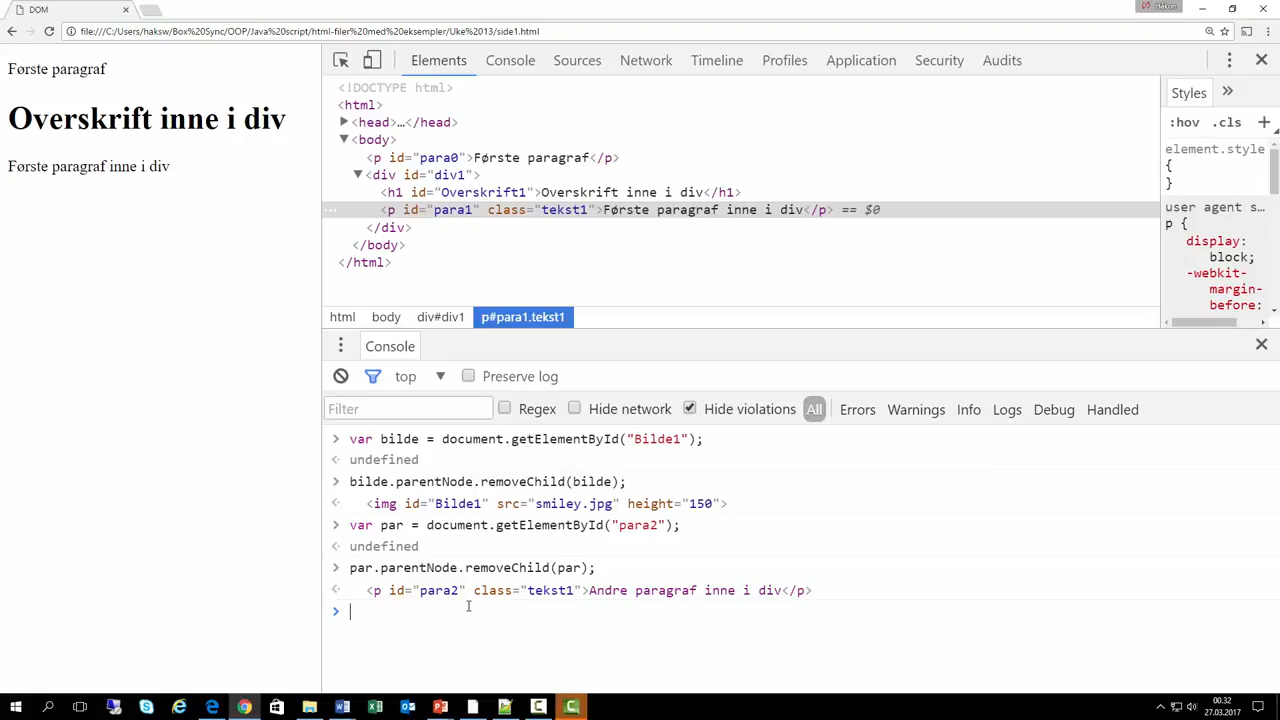 DOM
Håkon
file:///C:/Users/haksw/Box%20Sync/OOP/Java%20script/html-filer%20med%20eksempler/Uke%2013/side1.html
Første paragraf
Overskrift inne i div
Første paragraf inne i div
Elements Console Sources Network Timeline Profiles Application Security Audits
<!DOCTYPE html>
<html>
<head>…</head>
<body>
<p id="para0">Første paragraf</p>
<div id="div1">
<h1 id="Overskrift1">Overskrift inne i div</h1>
<p id="para1" class="tekst1">Første paragraf inne i div</p> == $0
</div>
</body>
</html>
html body div#div1 p#para1.tekst1
Styles »
:hov .cls +
element.style
{
}
user agent s…
p {
display:
block;
-webkit-
margin-
before:
Console
top Preserve log
Filter Regex Hide network Hide violations All Errors Warnings Info Logs Debug Handled
> var bilde = document.getElementById("Bilde1");
undefined
> bilde.parentNode.removeChild(bilde);
<img id="Bilde1" src="smiley.jpg" height="150">
> var par = document.getElementById("para2");
undefined
> par.parentNode.removeChild(par);
<p id="para2" class="tekst1">Andre paragraf inne i div</p>
>
00.32
27.03.2017